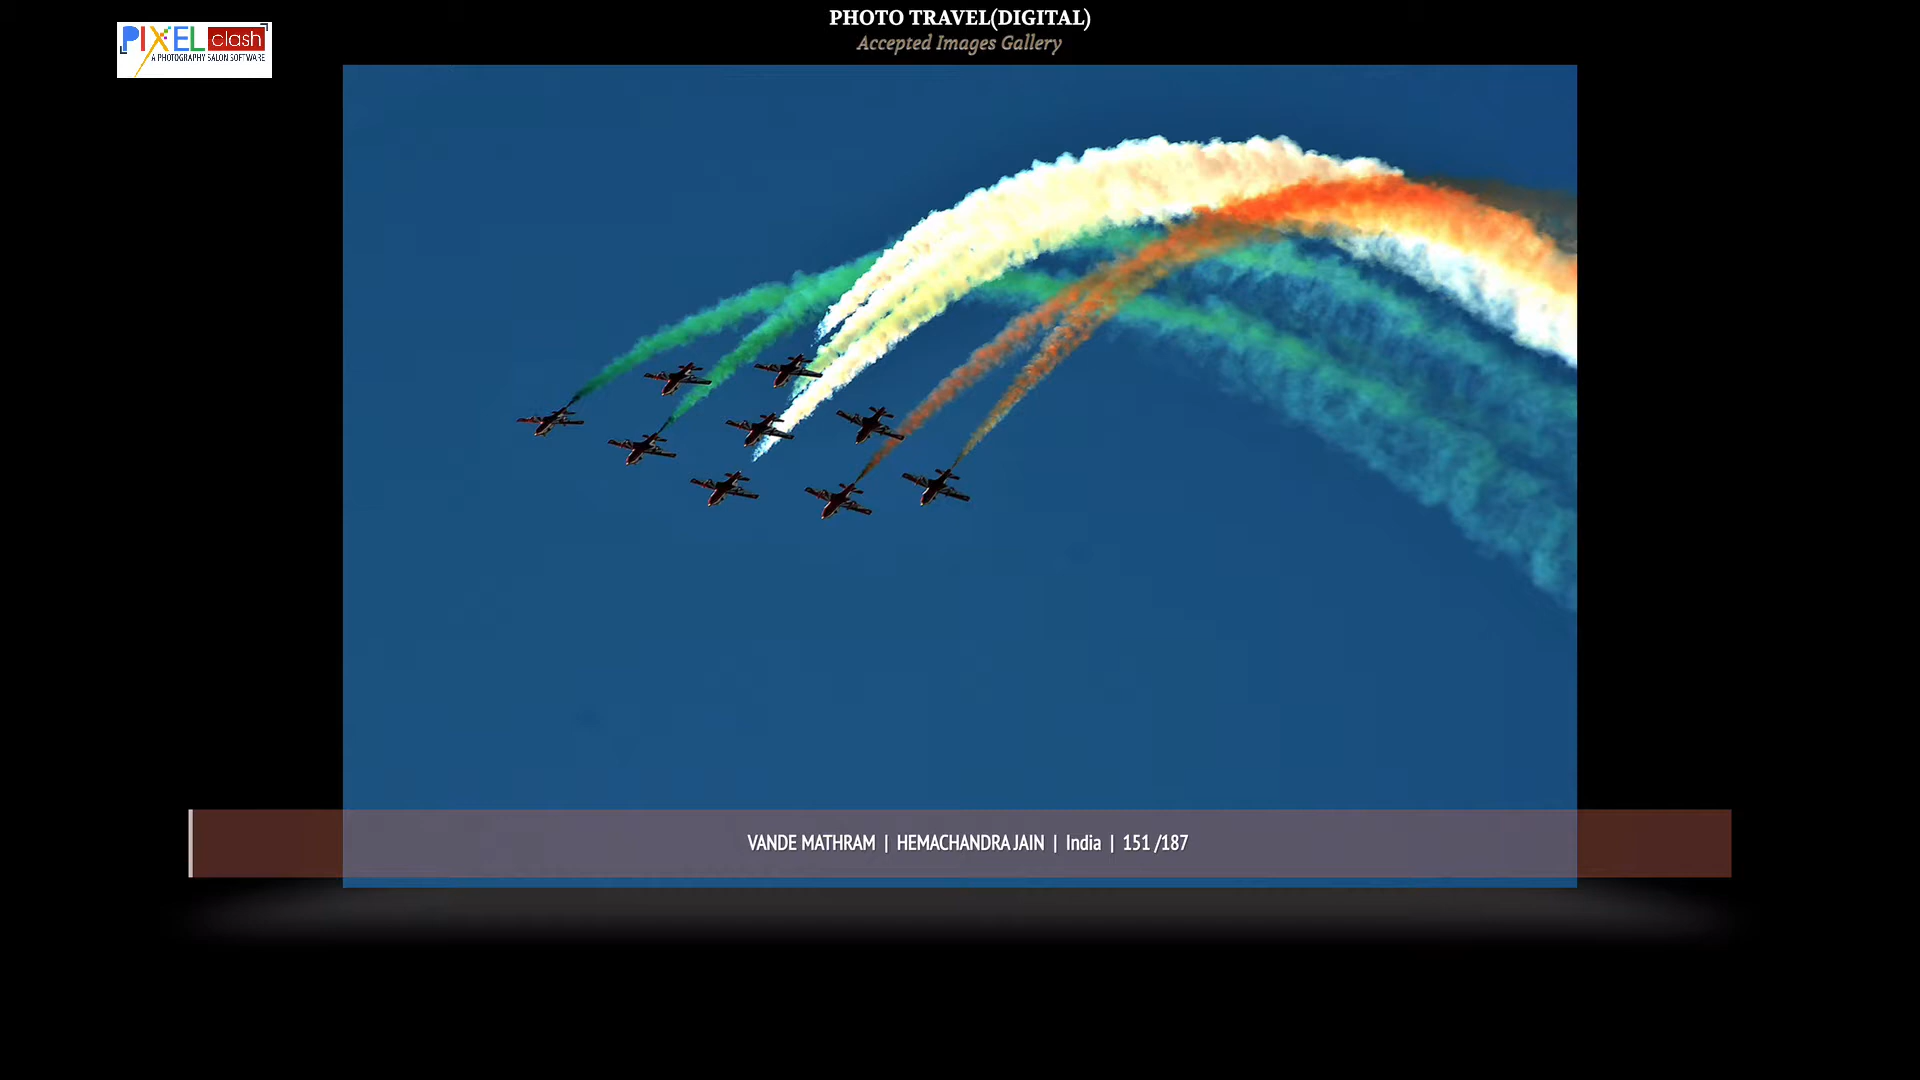 PIXEL clash
A PHOTOGRAPHY SALON SOFTWARE
PHOTO TRAVEL(DIGITAL)
Accepted Images Gallery
VANDE MATHRAM | HEMACHANDRA JAIN | India | 151 /187